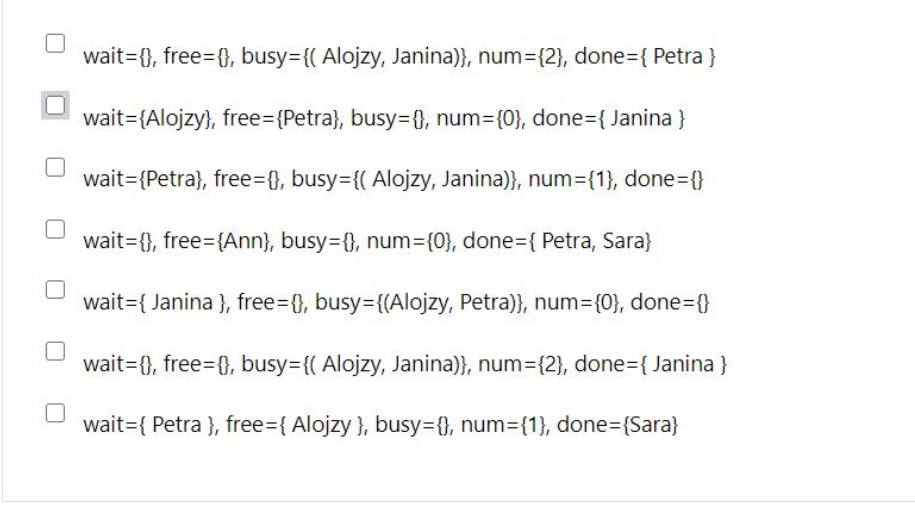 wait={}, free={}, busy={( Alojzy, Janina)}, num={2}, done={ Petra }
wait={Alojzy}, free={Petra}, busy={}, num={0}, done={ Janina }
wait={Petra}, free={}, busy={( Alojzy, Janina)}, num={1}, done={}
wait={}, free={Ann}, busy={}, num={0}, done={ Petra, Sara}
wait={ Janina }, free={}, busy={(Alojzy, Petra)}, num={0}, done={}
wait={}, free={}, busy={( Alojzy, Janina)}, num={2}, done={ Janina }
wait={ Petra }, free={ Alojzy }, busy={}, num={1}, done={Sara}